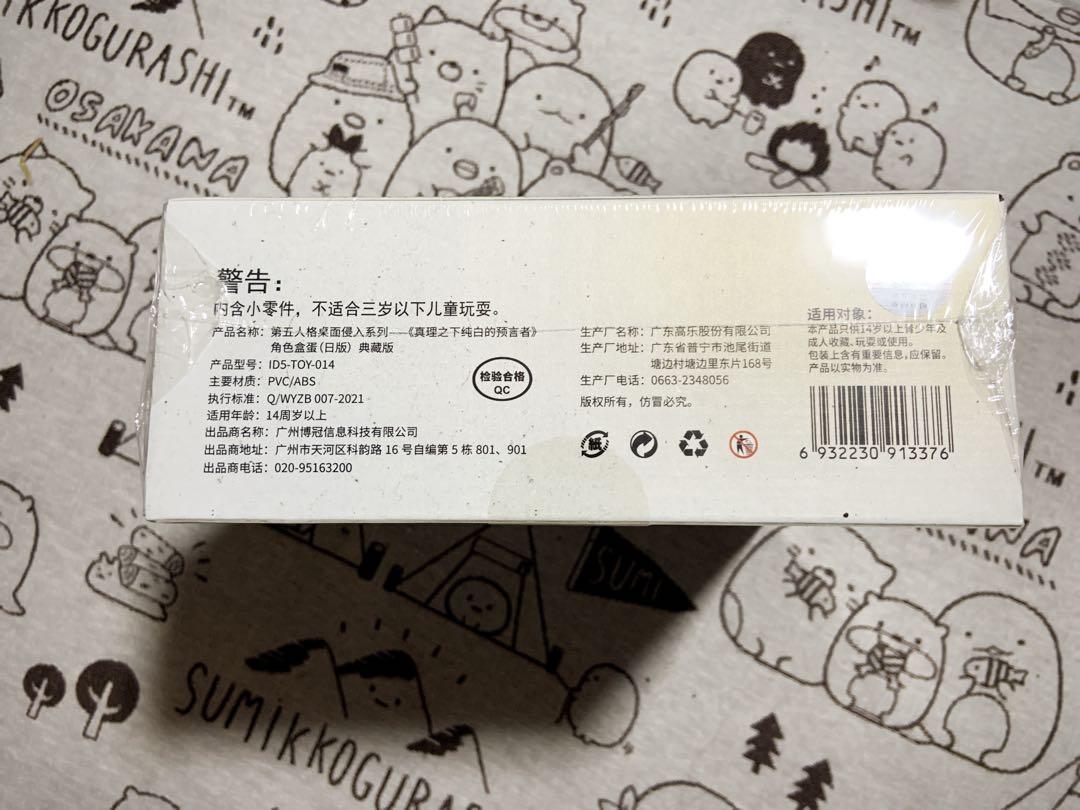 KKOGURASHI™
OSAKANA
警告：
内含小零件，不适合三岁以下儿童玩耍。
产品名称：第五人格桌面侵入系列——《真理之下纯白的预言者》
角色盒蛋(日版) 典藏版
产品型号：ID5-TOY-014
主要材质：PVC/ABS
执行标准：Q/WYZB 007-2021
适用年龄：14周岁以上
出品商名称：广州博冠信息科技有限公司
出品商地址：广州市天河区科韵路 16 号自编第 5 栋 801、901
出品商电话：020-95163200
检验合格
QC
生产厂名称：广东高乐股份有限公司
生产厂地址：广东省普宁市池尾街道
塘边村塘边里东片168号
生产厂电话：0663-2348056
版权所有，仿冒必究。
紙
适用对象：
本产品只供14岁以上青少年及
成人收藏、玩耍或使用。
包装上含有重要信息,应保留。
产品以实物为准。
6 932230 913376
SUMI
SUMIKKOGURASHI